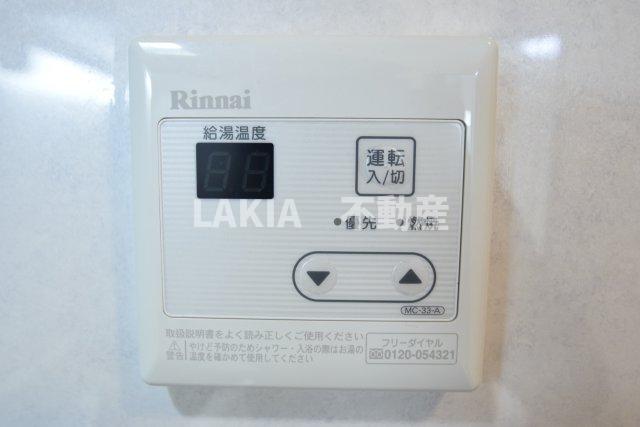 Rinnai
給湯温度
運転
入/切
LAKIA 不動産
優先 燃焼
MC-33-A
取扱説明書をよく読み正しくご使用ください
警告 やけど予防のためシャワー・入浴の際はお湯の
温度を確かめて使用してください
フリーダイヤル
0120-054321